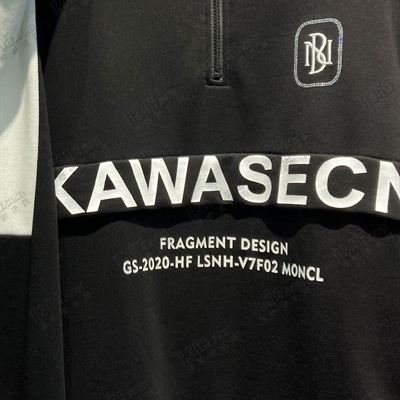 KAWASECN
FRAGMENT DESIGN
GS-2020-HF LSNH-V7F02 MONCL